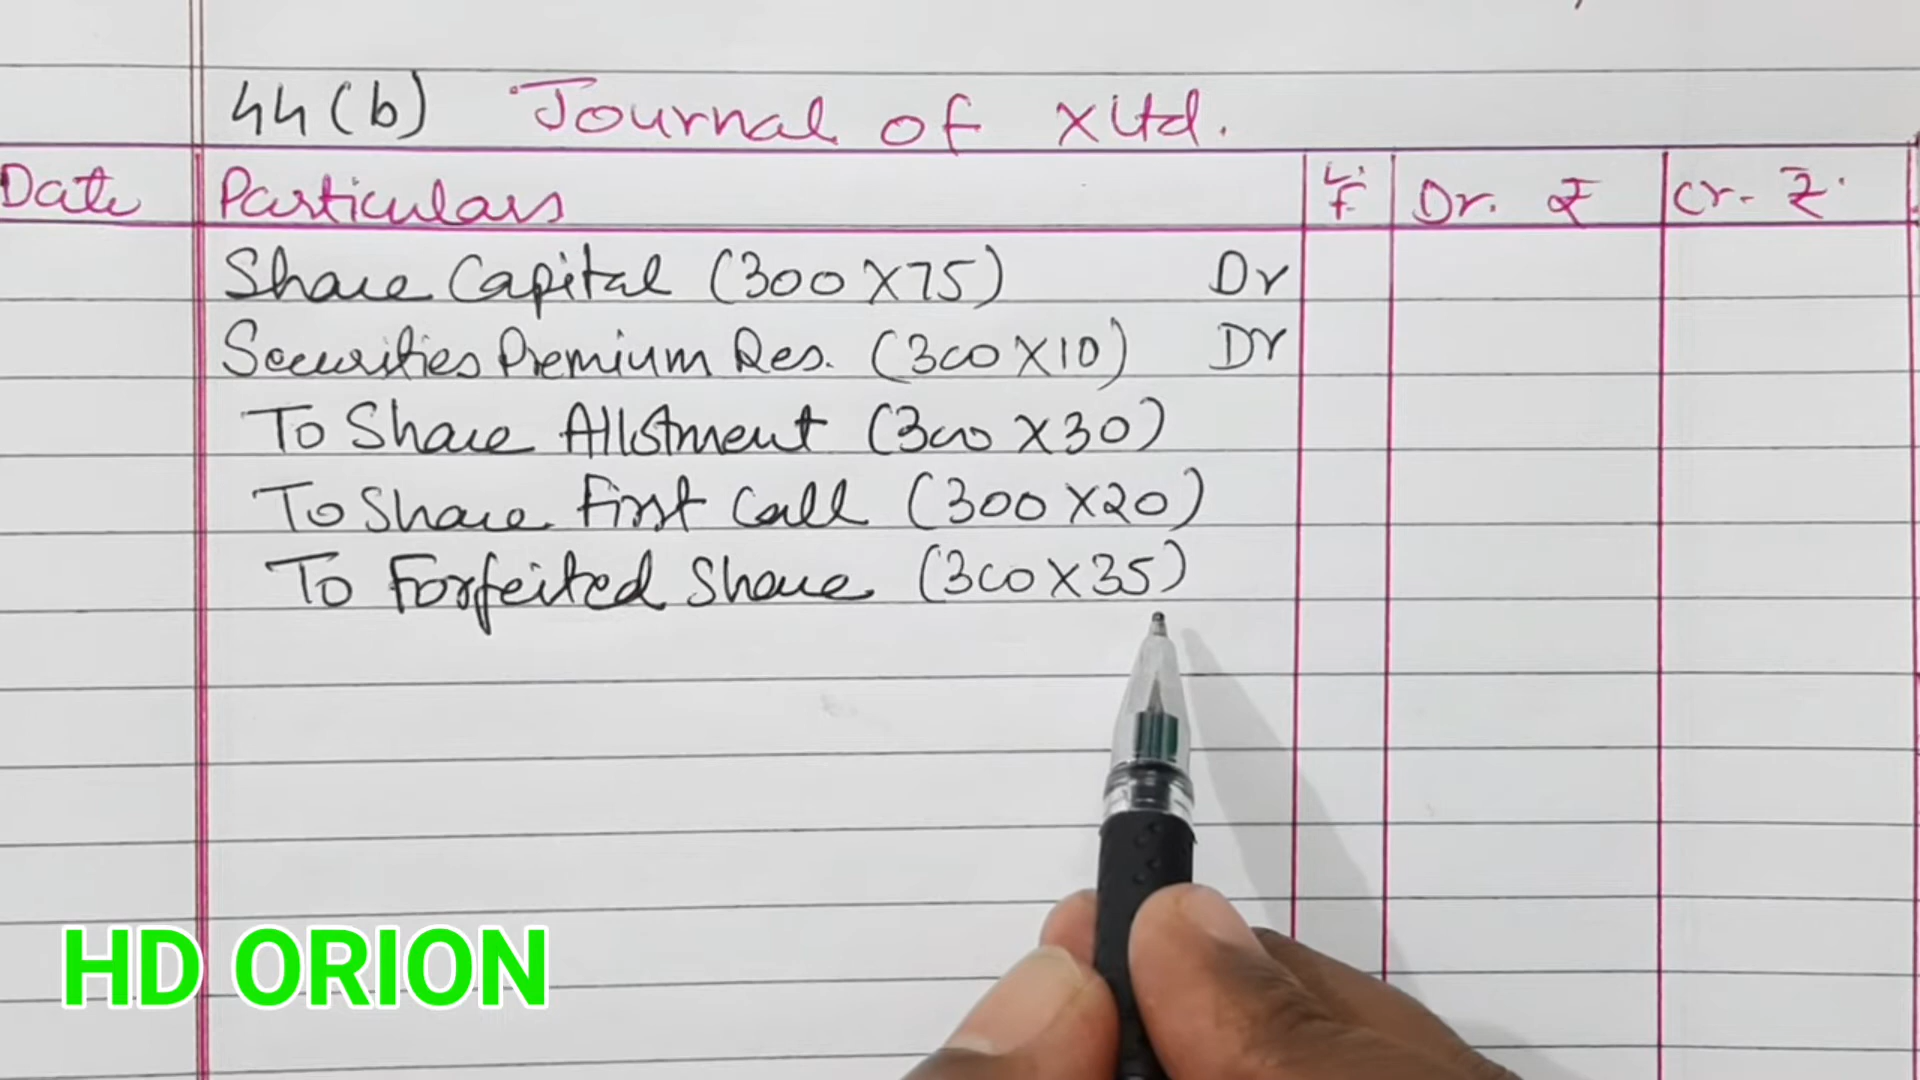 44(b) Journal of X Ltd.
Date Particulars L.F. Dr. ₹ Cr. ₹
Share Capital (300 X 75) Dr
Securities Premium Res. (300 X 10) Dr
To Share Allotment (300 X 30)
To Share First Call (300 X 20)
To Forfeited Share (300 X 35)
HD ORION